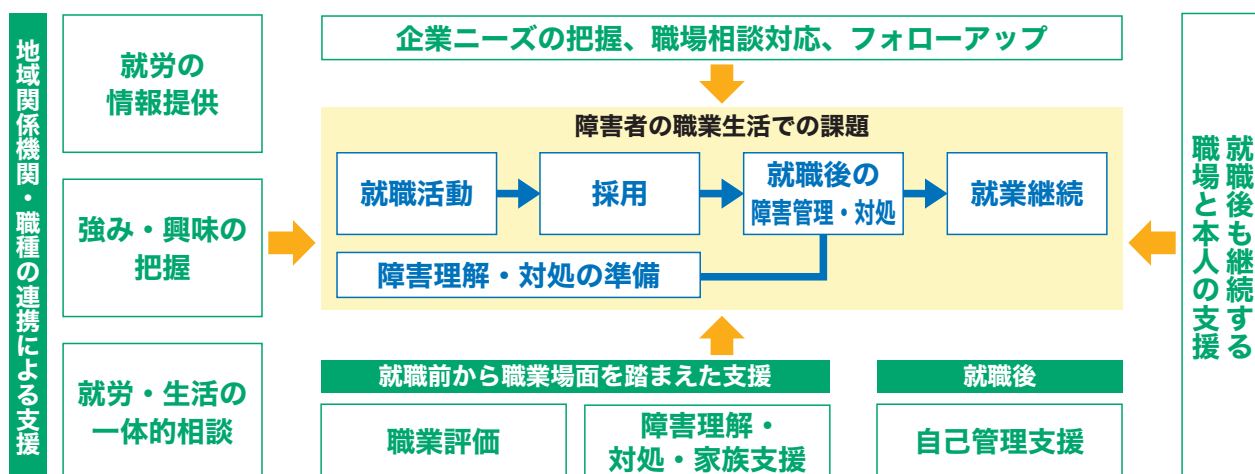 地域関係機関・職種の連携による支援
就労の
情報提供
強み・興味の
把握
就労・生活の
一体的相談
企業ニーズの把握、職場相談対応、フォローアップ
障害者の職業生活での課題
就職活動
採用
就職後の
障害管理・対処
就業継続
障害理解・対処の準備
就職前から職業場面を踏まえた支援
職業評価
障害理解・
対処・家族支援
就職後
自己管理支援
就職後も継続する
職場と本人の支援